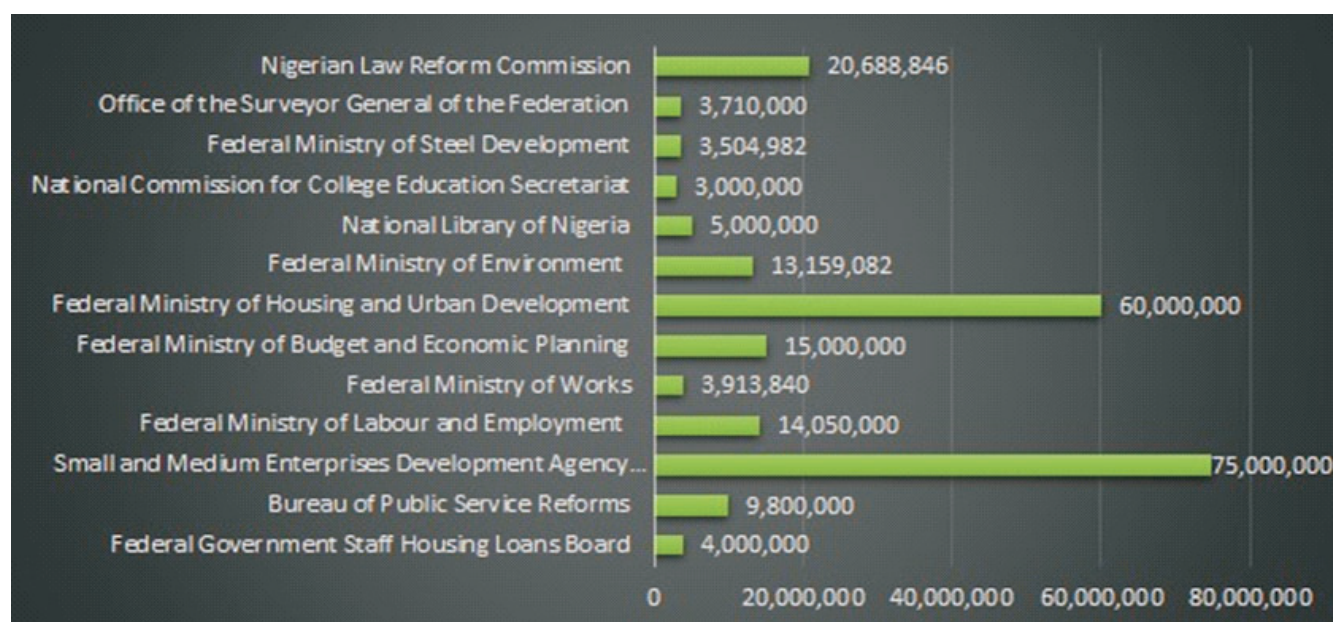 Nigerian Law Reform Commission 20,688,846
Office of the Surveyor General of the Federation 3,710,000
Federal Ministry of Steel Development 3,504,982
National Commission for College Education Secretariat 3,000,000
National Library of Nigeria 5,000,000
Federal Ministry of Environment 13,159,082
Federal Ministry of Housing and Urban Development 60,000,000
Federal Ministry of Budget and Economic Planning 15,000,000
Federal Ministry of Works 3,913,840
Federal Ministry of Labour and Employment 14,050,000
Small and Medium Enterprises Development Agency... 75,000,000
Bureau of Public Service Reforms 9,800,000
Federal Government Staff Housing Loans Board 4,000,000
0 20,000,000 40,000,000 60,000,000 80,000,000